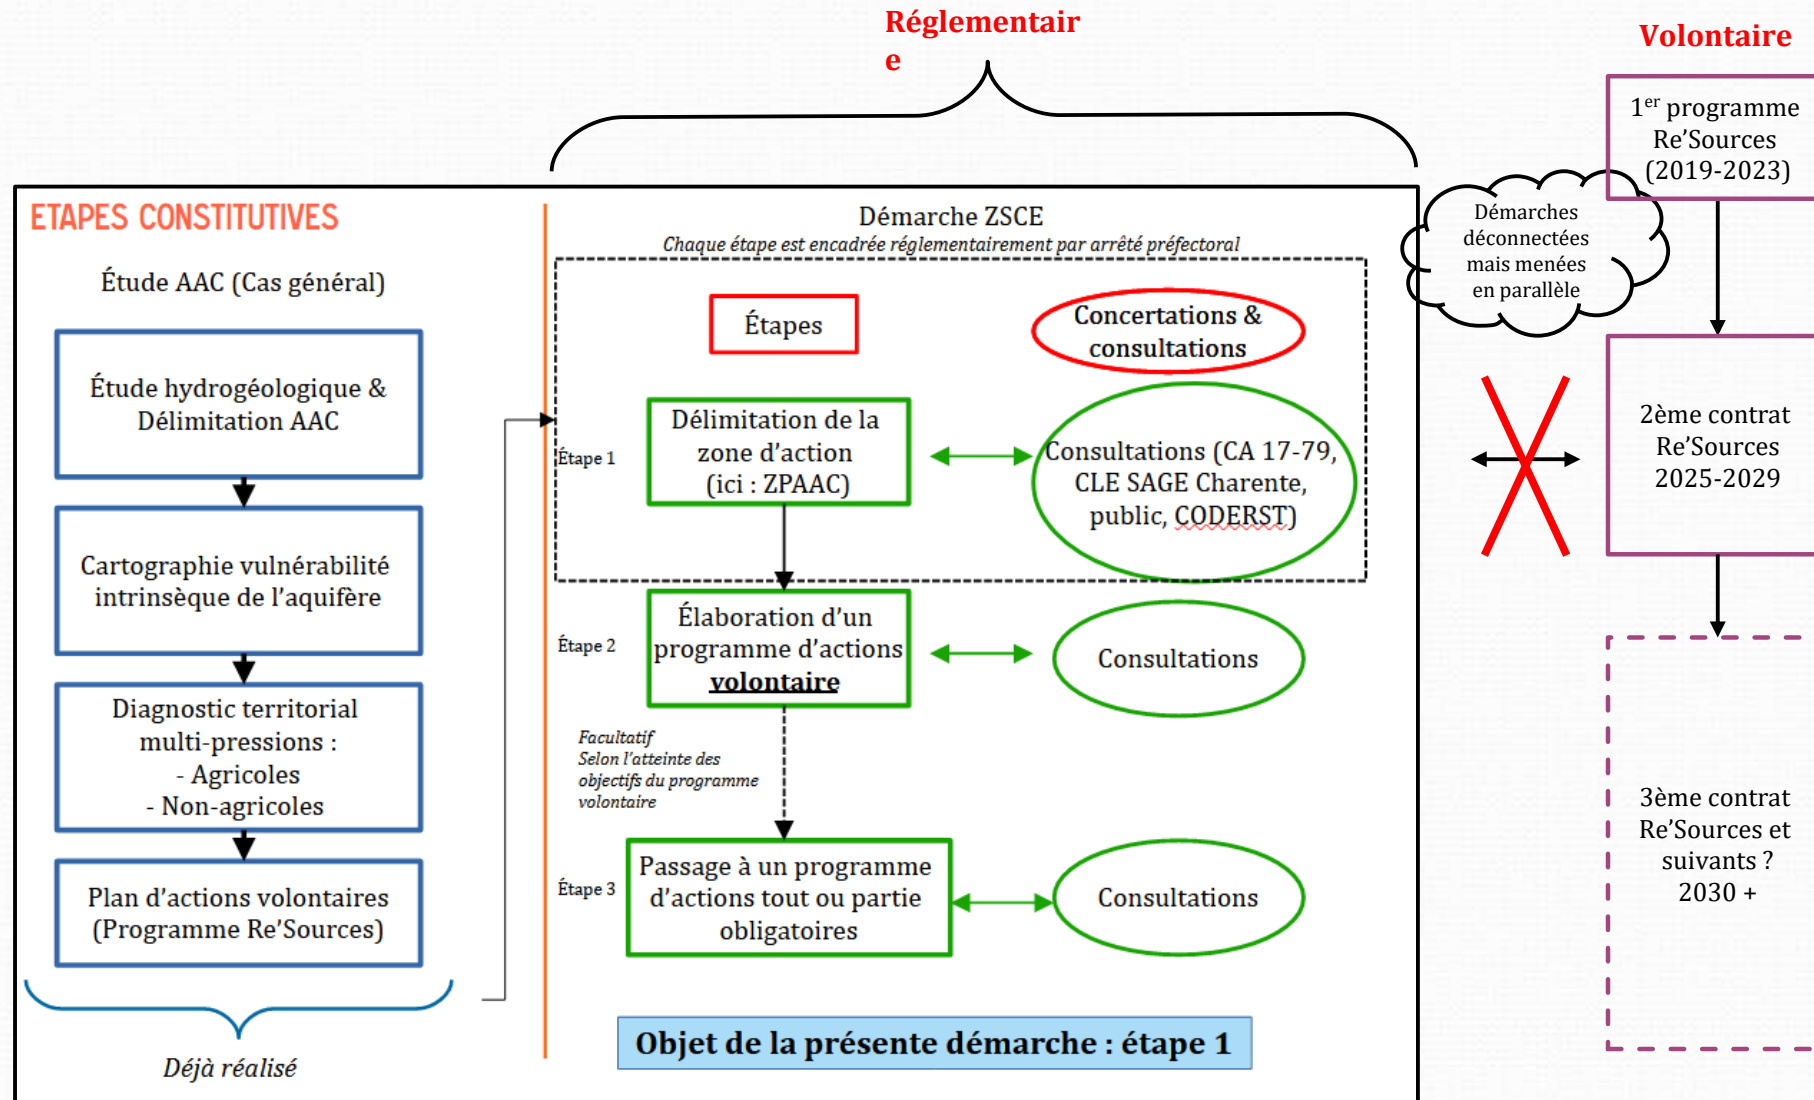 Réglementair
e
Volontaire
ETAPES CONSTITUTIVES
Étude AAC (Cas général)
Étude hydrogéologique &
Délimitation AAC
Cartographie vulnérabilité
intrinsèque de l'aquifère
Diagnostic territorial
multi-pressions :
- Agricoles
- Non-agricoles
Plan d'actions volontaires
(Programme Re'Sources)
Déjà réalisé
Démarche ZSCE
Chaque étape est encadrée réglementairement par arrêté préfectoral
Étapes
Concertations &
consultations
Étape 1
Délimitation de la
zone d'action
(ici : ZPAAC)
Consultations (CA 17-79,
CLE SAGE Charente,
public, CODERST)
Étape 2
Élaboration d'un
programme d'actions
volontaire
Consultations
Facultatif
Selon l'atteinte des
objectifs du programme
volontaire
Étape 3
Passage à un programme
d'actions tout ou partie
obligatoires
Consultations
Objet de la présente démarche : étape 1
Démarches
déconnectées
mais menées
en parallèle
1er programme
Re'Sources
(2019-2023)
2ème contrat
Re'Sources
2025-2029
3ème contrat
Re'Sources et
suivants ?
2030 +